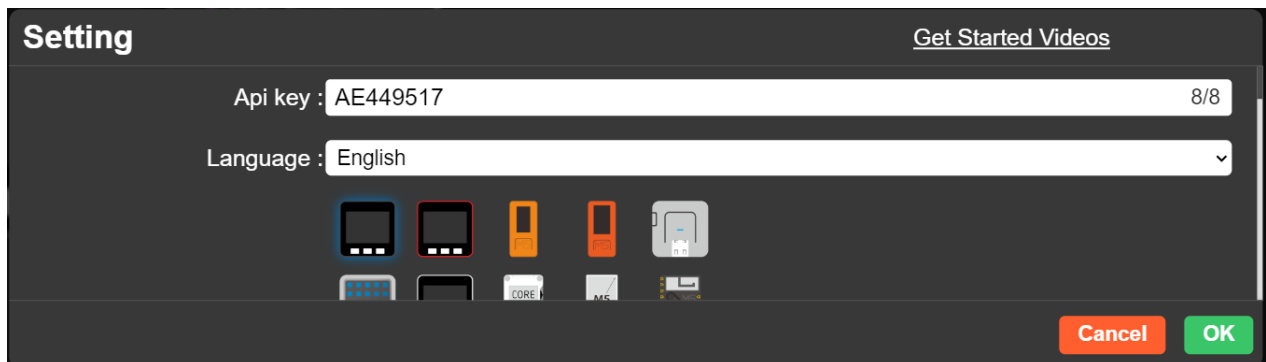 Setting
Get Started Videos
Api key : AE449517 8/8
Language : English
CORE
M5
Cancel
OK